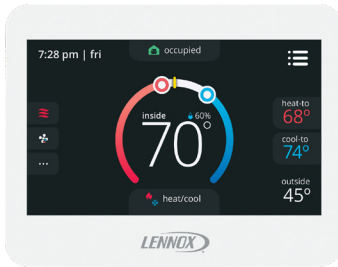 7:28 pm | fri
occupied
heat-to
68°
cool-to
74°
outside
45°
inside
60%
70°
heat/cool
LENNOX